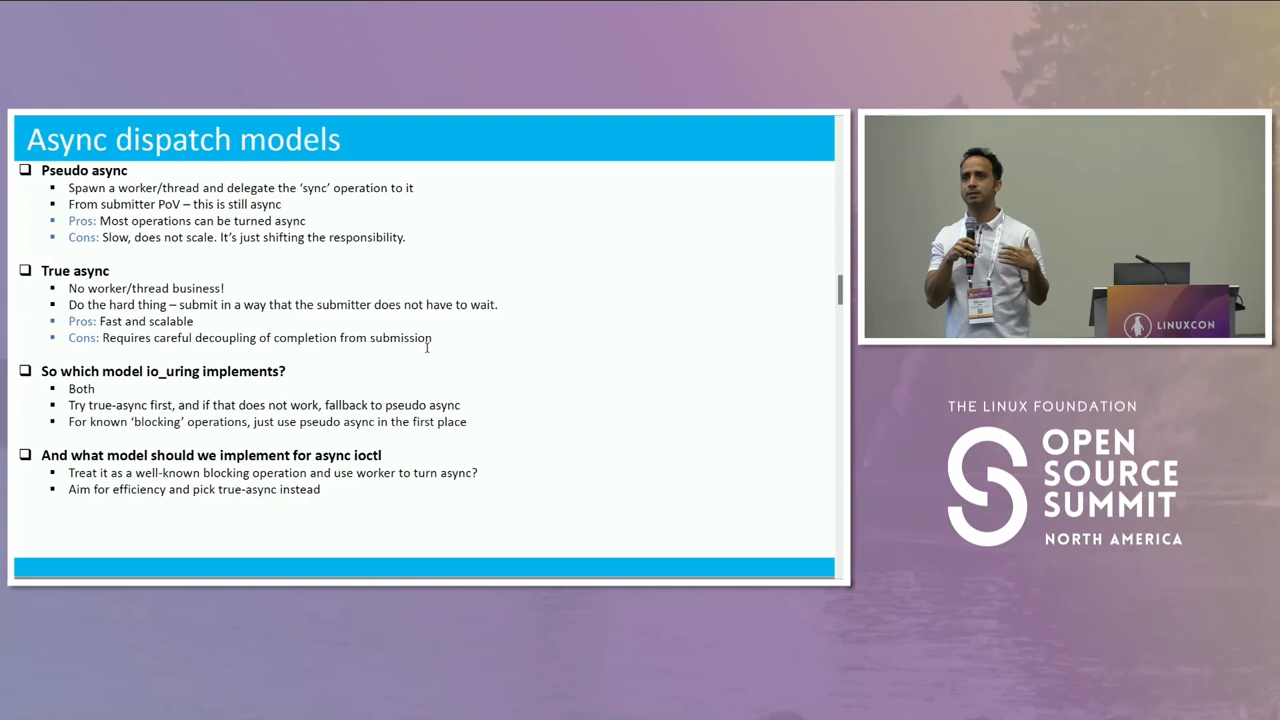 Async dispatch models
Pseudo async
Spawn a worker/thread and delegate the ‘sync’ operation to it
From submitter PoV – this is still async
Pros: Most operations can be turned async
Cons: Slow, does not scale. It’s just shifting the responsibility.
True async
No worker/thread business!
Do the hard thing – submit in a way that the submitter does not have to wait.
Pros: Fast and scalable
Cons: Requires careful decoupling of completion from submission
So which model io_uring implements?
Both
Try true-async first, and if that does not work, fallback to pseudo async
For known ‘blocking’ operations, just use pseudo async in the first place
And what model should we implement for async ioctl
Treat it as a well-known blocking operation and use worker to turn async?
Aim for efficiency and pick true-async instead
LINUXCON
THE LINUX FOUNDATION
OPEN
SOURCE
SUMMIT
NORTH AMERICA